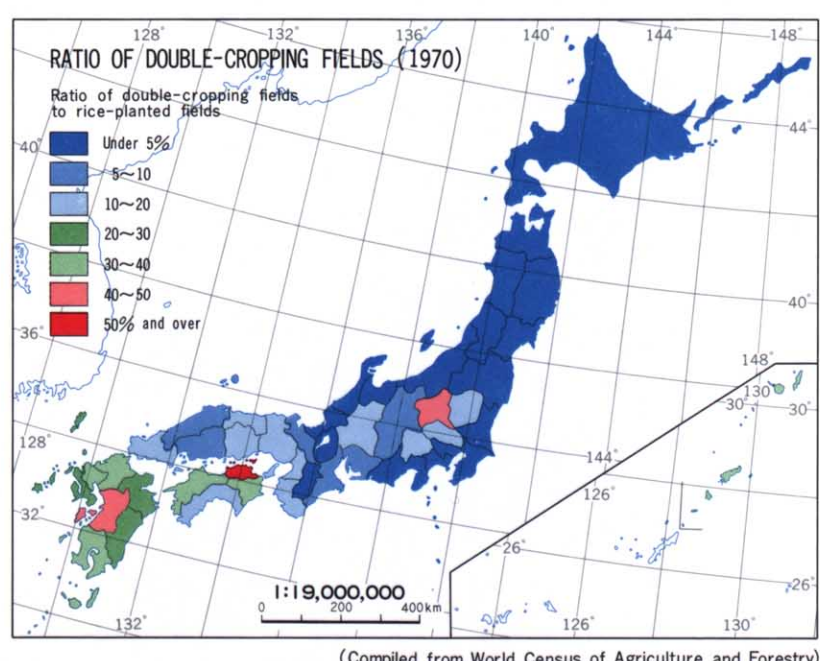 128° 132° 136° 140° 144° 148°
RATIO OF DOUBLE-CROPPING FIELDS (1970)
Ratio of double-cropping fields
to rice-planted fields
Under 5%
5~10
10~20
20~30
30~40
40~50
50% and over
40°
36°
128°
32°
132°
44°
40°
148°
130°
30°
30°
144°
126°
26°
26°
126°
130°
1:19,000,000
0 200 400km
(Compiled from World Census of Agriculture and Forestry)